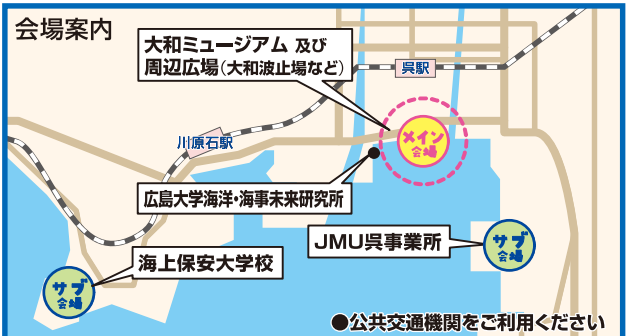 会場案内
大和ミュージアム 及び
周辺広場(大和波止場など)
呉駅
川原石駅
メイン
会場
広島大学海洋・海事未来研究所
JMU呉事業所
サブ
会場
海上保安大学校
サブ
会場
●公共交通機関をご利用ください